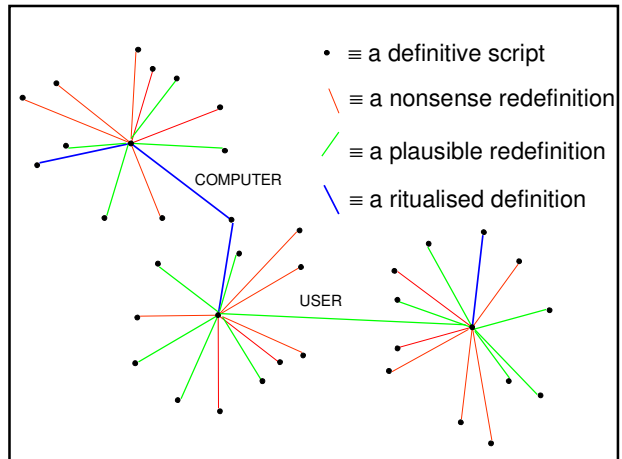 ≡ a definitive script
≡ a nonsense redefinition
≡ a plausible redefinition
COMPUTER
≡ a ritualised definition
USER